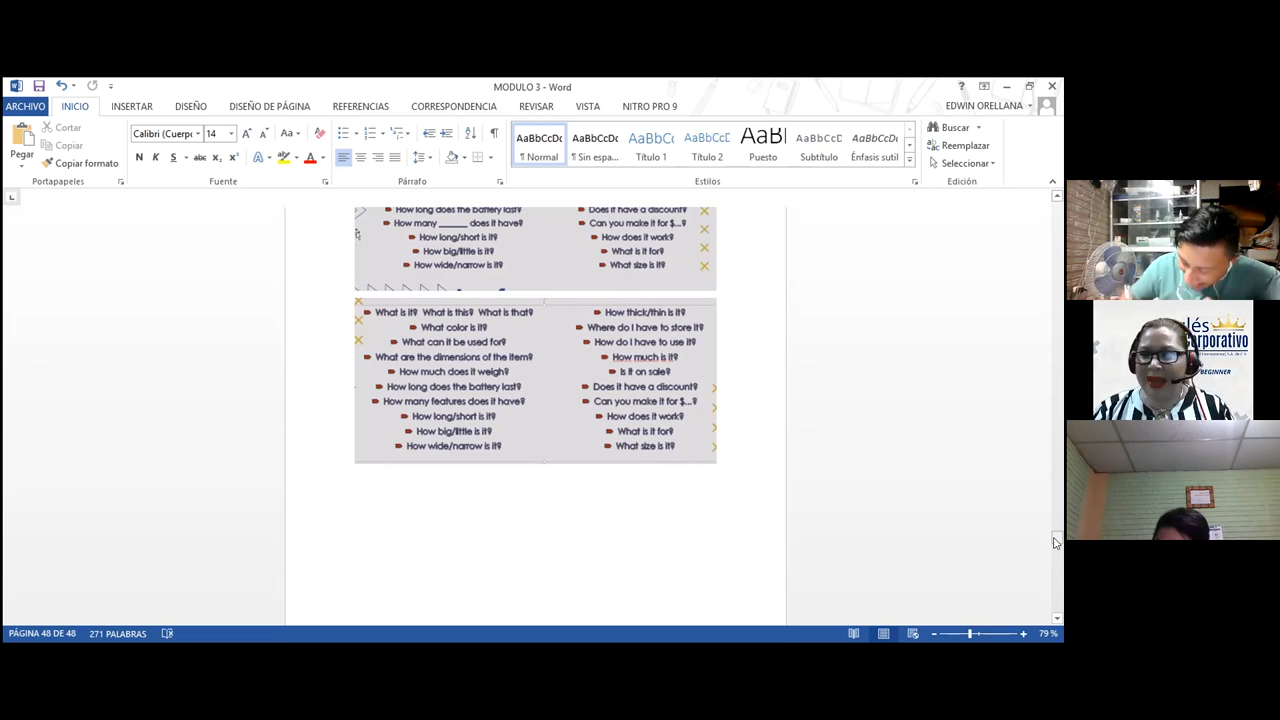 MODULO 3 - Word
EDWIN ORELLANA
ARCHIVO INICIO INSERTAR DISEÑO DISEÑO DE PÁGINA REFERENCIAS CORRESPONDENCIA REVISAR VISTA NITRO PRO 9
Pegar
Cortar
Copiar
Copiar formato
Portapapeles
Calibri (Cuerpo 14
Fuente
Párrafo
AaBbCcDc AaBbCcDc AaBbCc AaBbCcD AaBl AaBbCcD AaBbCcDc
¶ Normal ¶ Sin espa... Título 1 Título 2 Puesto Subtítulo Énfasis sutil
Estilos
Buscar
Reemplazar
Seleccionar
Edición
How long does the battery last?
How many ______ does it have?
How long/short is it?
How big/little is it?
How wide/narrow is it?
Does it have a discount?
Can you make it for $...?
How does it work?
What is it for?
What size is it?
What is it? What is this? What is that?
What color is it?
What can it be used for?
What are the dimensions of the item?
How much does it weigh?
How long does the battery last?
How many features does it have?
How long/short is it?
How big/little is it?
How wide/narrow is it?
How thick/thin is it?
Where do I have to store it?
How do I have to use it?
How much is it?
Is it on sale?
Does it have a discount?
Can you make it for $...?
How does it work?
What is it for?
What size is it?
PÁGINA 48 DE 48 271 PALABRAS
79 %
lés
corporativo
BEGINNER